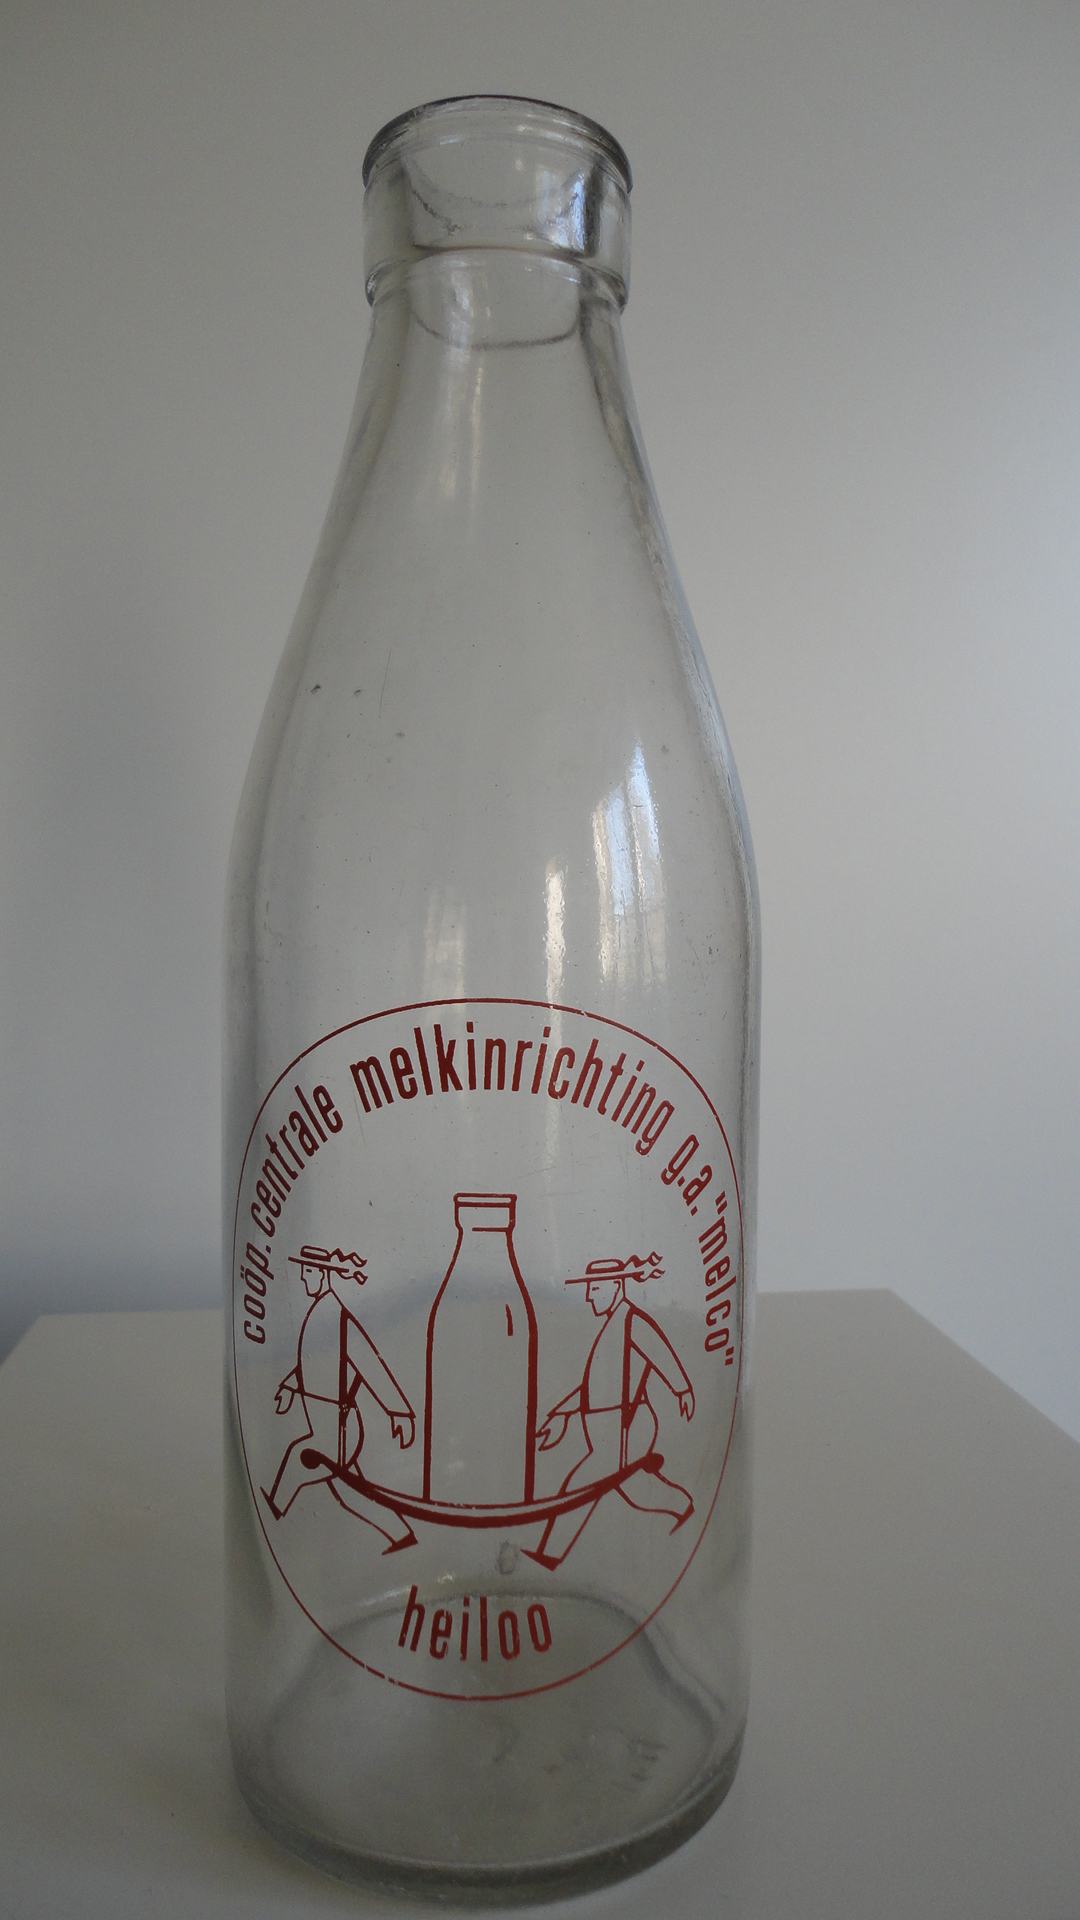 coöp. centrale melkinrichting g.a. "melco"
heiloo